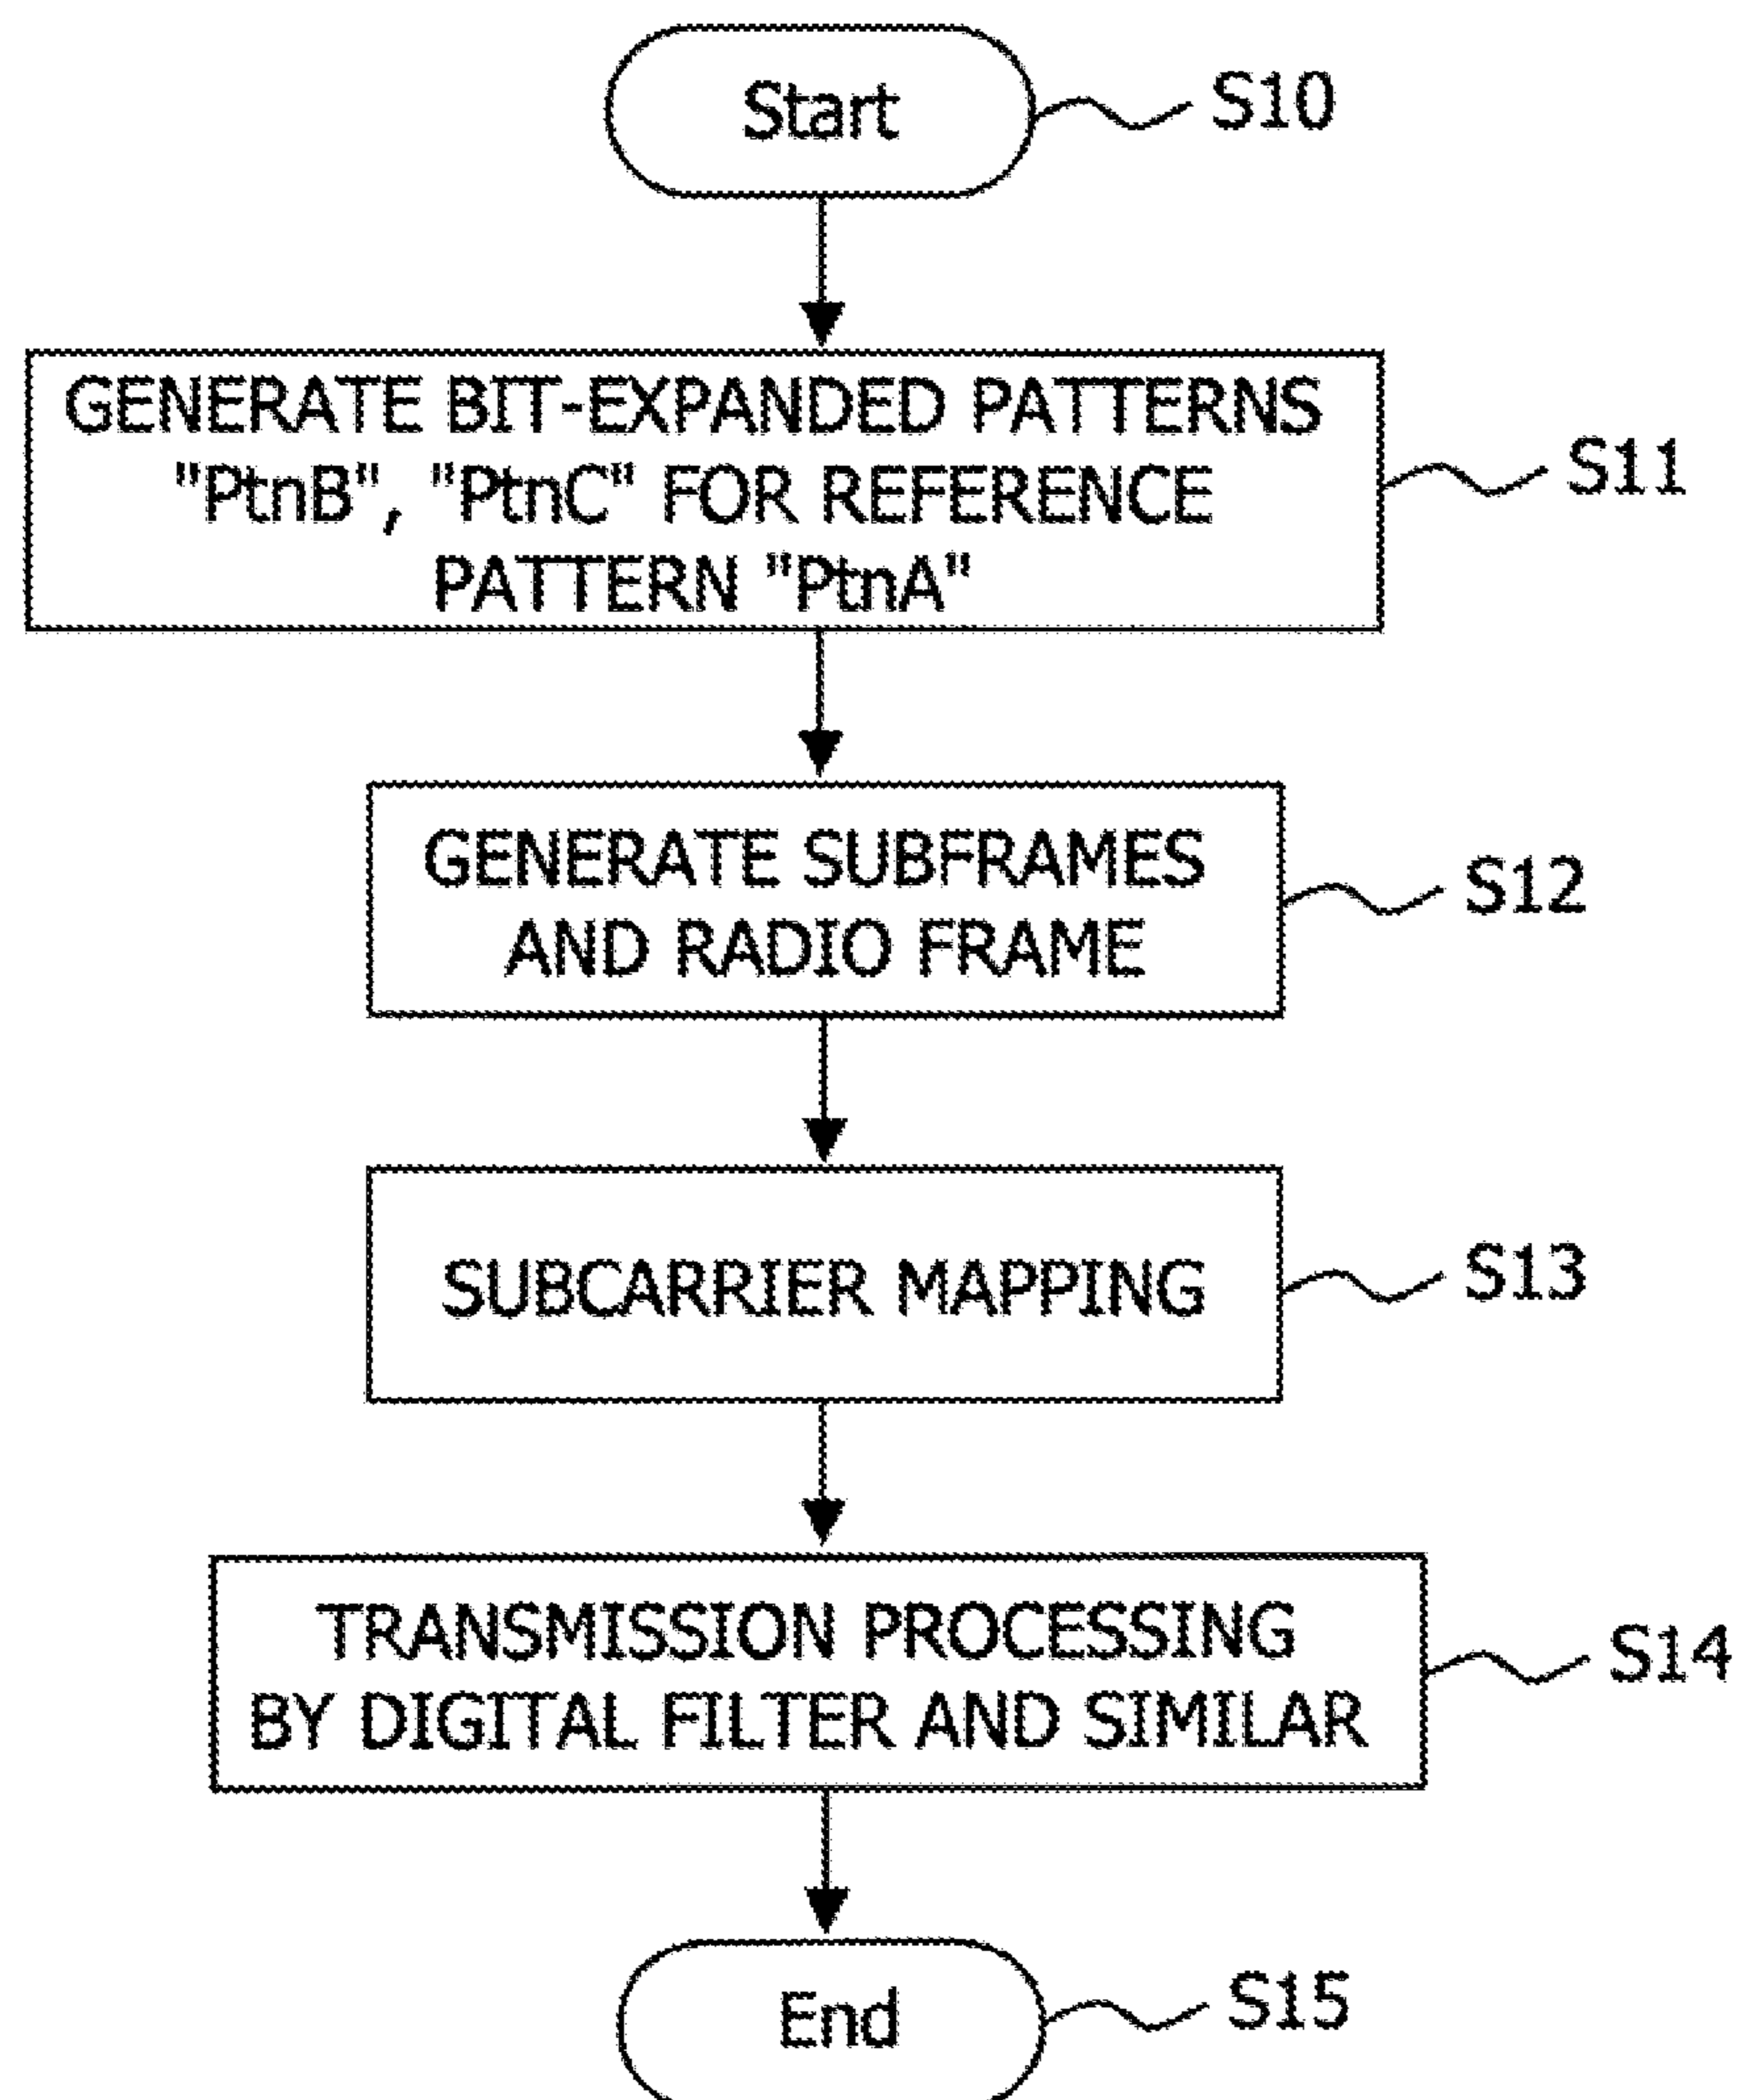 Start
S10
GENERATE BIT-EXPANDED PATTERNS
"PtnB", "PtnC" FOR REFERENCE
PATTERN "PtnA"
S11
GENERATE SUBFRAMES
AND RADIO FRAME
S12
SUBCARRIER MAPPING
S13
TRANSMISSION PROCESSING
BY DIGITAL FILTER AND SIMILAR
S14
End
S15